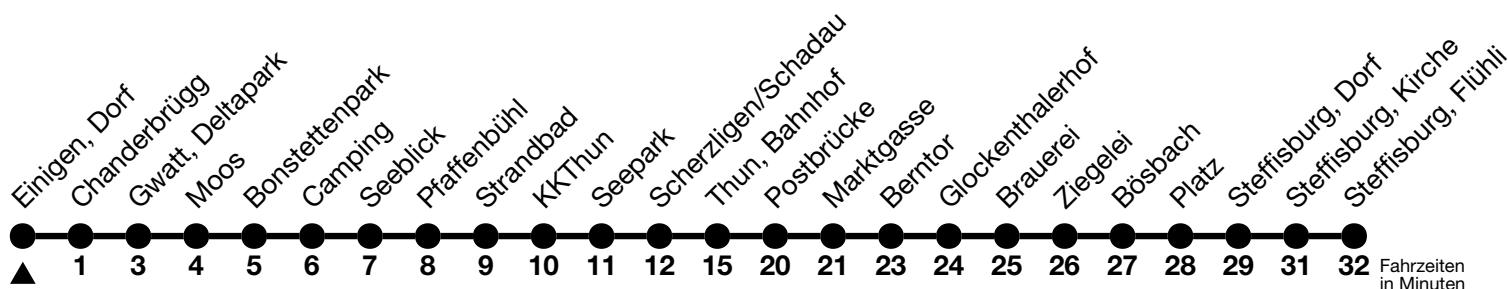 Einigen, Dorf
Chanderbrügg
Gwatt, Deltapark
Moos
Bonstettenpark
Camping
Seeblick
Pfaffenbühl
Strandbad
KKThun
Seepark
Scherzligen/Schadau
Thun, Bahnhof
Postbrücke
Marktgasse
Berntor
Glockenthalerhof
Brauerei
Ziegelei
Bösbach
Platz
Steffisburg, Dorf
Steffisburg, Kirche
Steffisburg, Flühli
1 3 4 5 6 7 8 9 10 11 12 15 20 21 23 24 25 26 27 28 29 31 32
Fahrzeiten
in Minuten